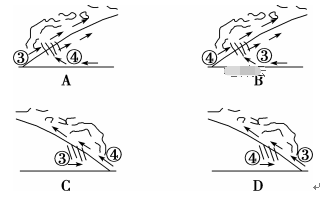 ③ ④ ④ ③
A B
③ ④ ④ ③
C D